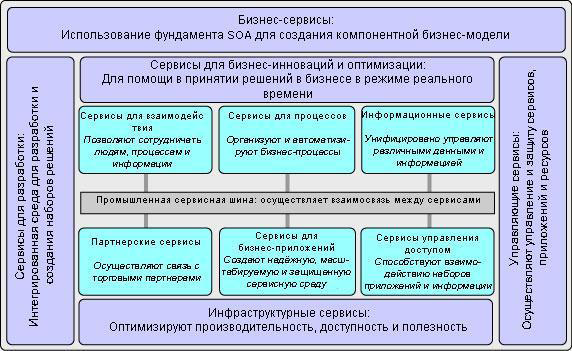 Бизнес-сервисы:
Использование фундамента SOA для создания компонентной бизнес-модели
Сервисы для разработки:
Интегрированная среда для разработки и
создания наборов решений
Сервисы для бизнес-инноваций и оптимизации:
Для помощи в принятии решений в бизнесе в режиме реального
времени
Сервисы для взаимодейс
твия
Позволяют сотрудничать
людям, процессам и
информации
Сервисы для процессов
Организуют и автоматизи-
руют бизнес-процессы
Информационные сервисы
Унифицировано управляют
различными данными и
информацией
Промышленная сервисная шина: осуществляет взаимосвязь между сервисами
Партнерские сервисы
Осуществляют связь с
торговыми партнерами
Сервисы для
бизнес-приложений
Создают надёжную, масш-
табируемую и защищенную
сервисную среду
Сервисы управления
доступом
Способствуют взаимо-
действию наборов
приложений и информации
Инфраструктурные сервисы:
Оптимизируют производительность, доступность и полезность
Управляющие сервисы:
Осуществляют управление и защиту сервисов,
приложений и ресурсов